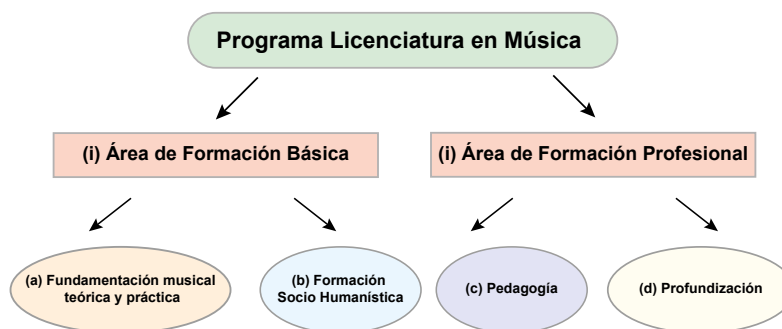 Programa Licenciatura en Música
(i) Área de Formación Básica
(i) Área de Formación Profesional
(a) Fundamentación musical
teórica y práctica
(b) Formación
Socio Humanística
(c) Pedagogía
(d) Profundización